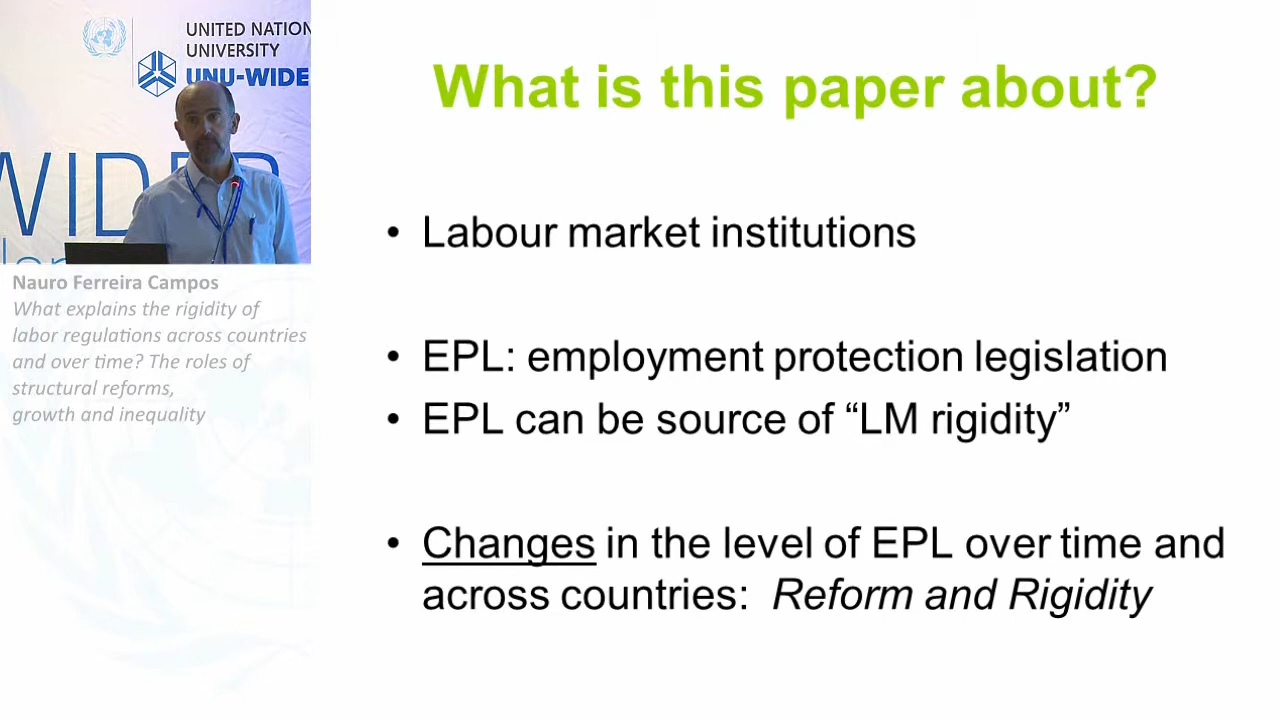 UNITED NATION
UNIVERSITY
UNU-WIDE
WIDER
Nauro Ferreira Campos
What explains the rigidity of
labor regulations across countries
and over time? The roles of
structural reforms,
growth and inequality
What is this paper about?
• Labour market institutions
• EPL: employment protection legislation
• EPL can be source of “LM rigidity”
• Changes in the level of EPL over time and
across countries: Reform and Rigidity